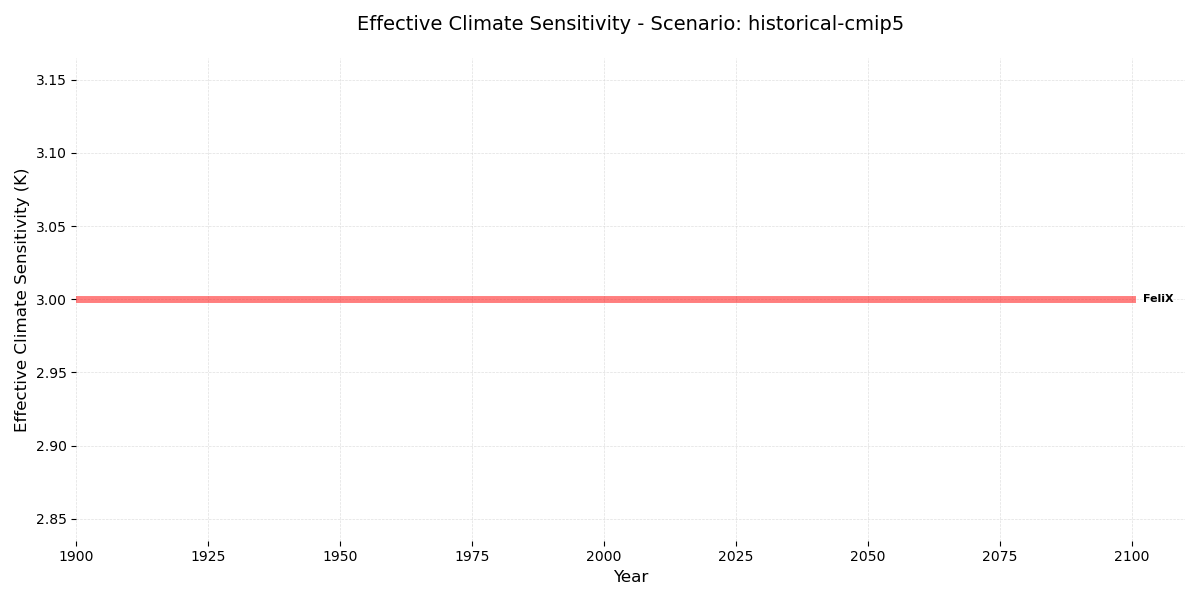 Effective Climate Sensitivity - Scenario: historical-cmip5
Effective Climate Sensitivity (K)
3.15
3.10
3.05
3.00
2.95
2.90
2.85
FeliX
1900 1925 1950 1975 2000 2025 2050 2075 2100
Year